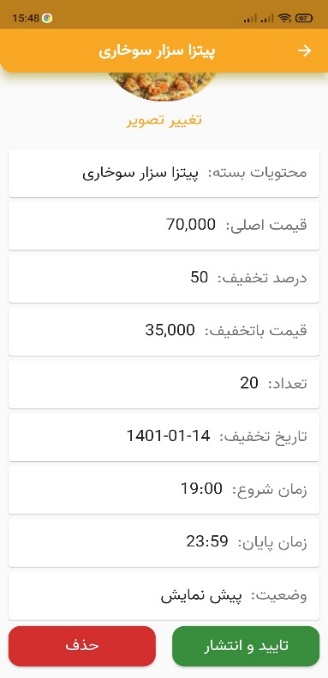 15:48
67
پیتزا سزار سوخاری
تغییر تصویر
محتویات بسته: پیتزا سزار سوخاری
قیمت اصلی: 70,000
درصد تخفیف: 50
قیمت باتخفیف: 35,000
تعداد: 20
تاریخ تخفیف: 1401-01-14
زمان شروع: 19:00
زمان پایان: 23:59
وضعیت: پیش نمایش
تایید و انتشار
حذف